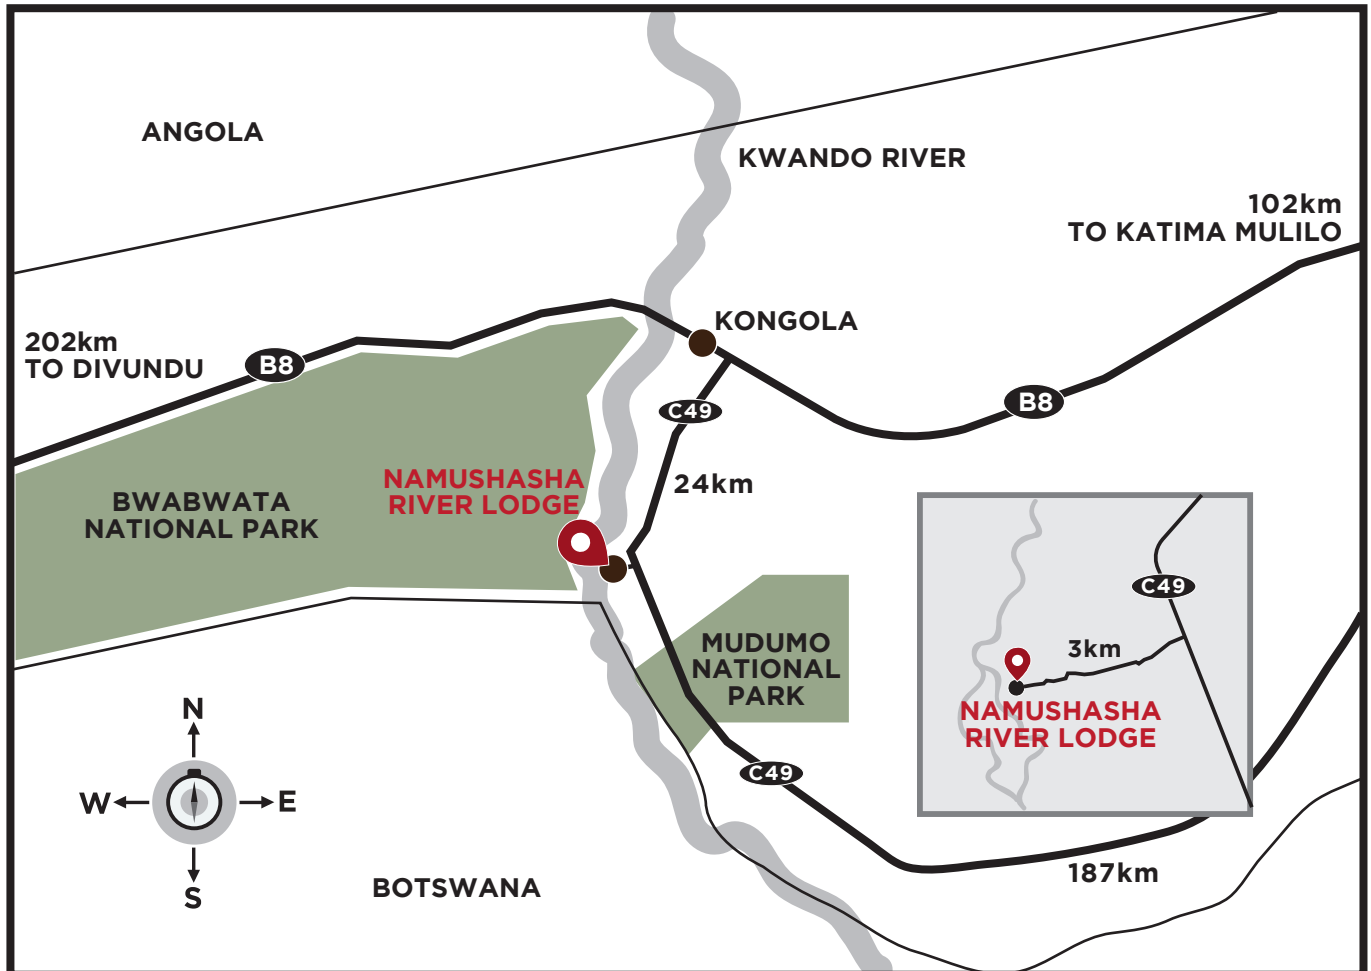 ANGOLA
KWANDO RIVER
102km
TO KATIMA MULILO
202km
TO DIVUNDU
B8
KONGOLA
C49
B8
24km
NAMUSHASHA
RIVER LODGE
BWABWATA
NATIONAL PARK
MUDUMO
NATIONAL
PARK
C49
3km
NAMUSHASHA
RIVER LODGE
C49
187km
N
W
E
S
BOTSWANA